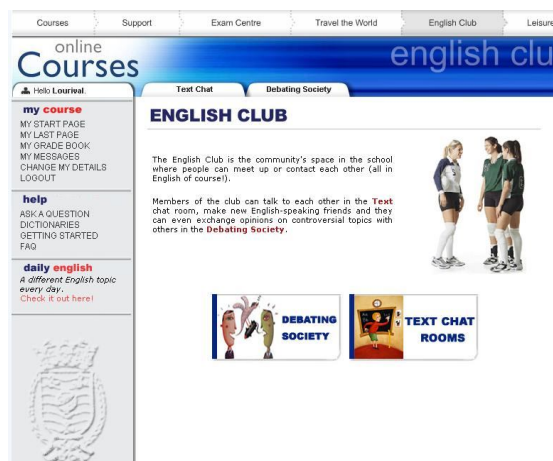 Courses Support Exam Centre Travel the World English Club Leisure
online
Courses
english clu
Hello Lourival.
Text Chat Debating Society
my course
MY START PAGE
MY LAST PAGE
MY GRADE BOOK
MY MESSAGES
CHANGE MY DETAILS
LOGOUT
help
ASK A QUESTION
DICTIONARIES
GETTING STARTED
FAQ
daily english
A different English topic
every day.
Check it out here!
ENGLISH CLUB
The English Club is the community's space in the school
where people can meet up or contact each other (all in
English of course!).
Members of the club can talk to each other in the Text
chat room, make new English-speaking friends and they
can even exchange opinions on controversial topics with
others in the Debating Society.
DEBATING
SOCIETY
TEXT CHAT
ROOMS